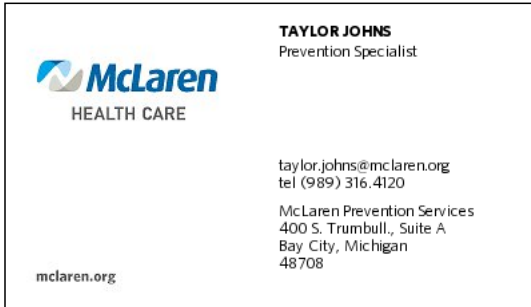 McLaren
HEALTH CARE
mclaren.org
TAYLOR JOHNS
Prevention Specialist
taylor.johns@mclaren.org
tel (989) 316.4120
McLaren Prevention Services
400 S. Trumbull., Suite A
Bay City, Michigan
48708